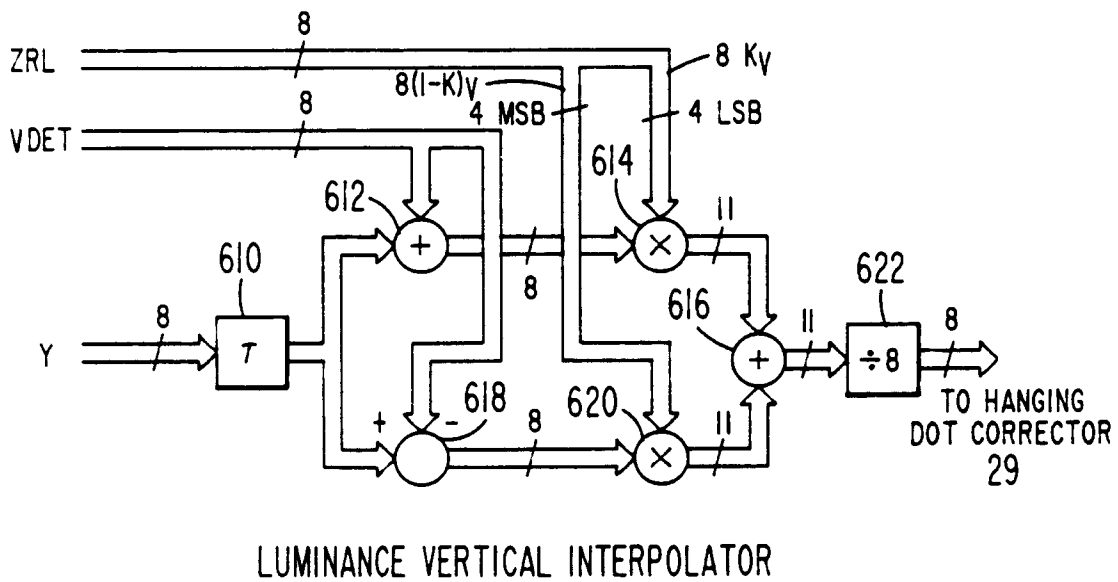 8
ZRL
8 KV
8(1-K)V
8
4 MSB
4 LSB
VDET
612
614
11
+
×
610
8
622
616
11
8
8
Y
T
+
÷8
618
620
TO HANGING
DOT CORRECTOR
29
+
-
8
11
×
LUMINANCE VERTICAL INTERPOLATOR